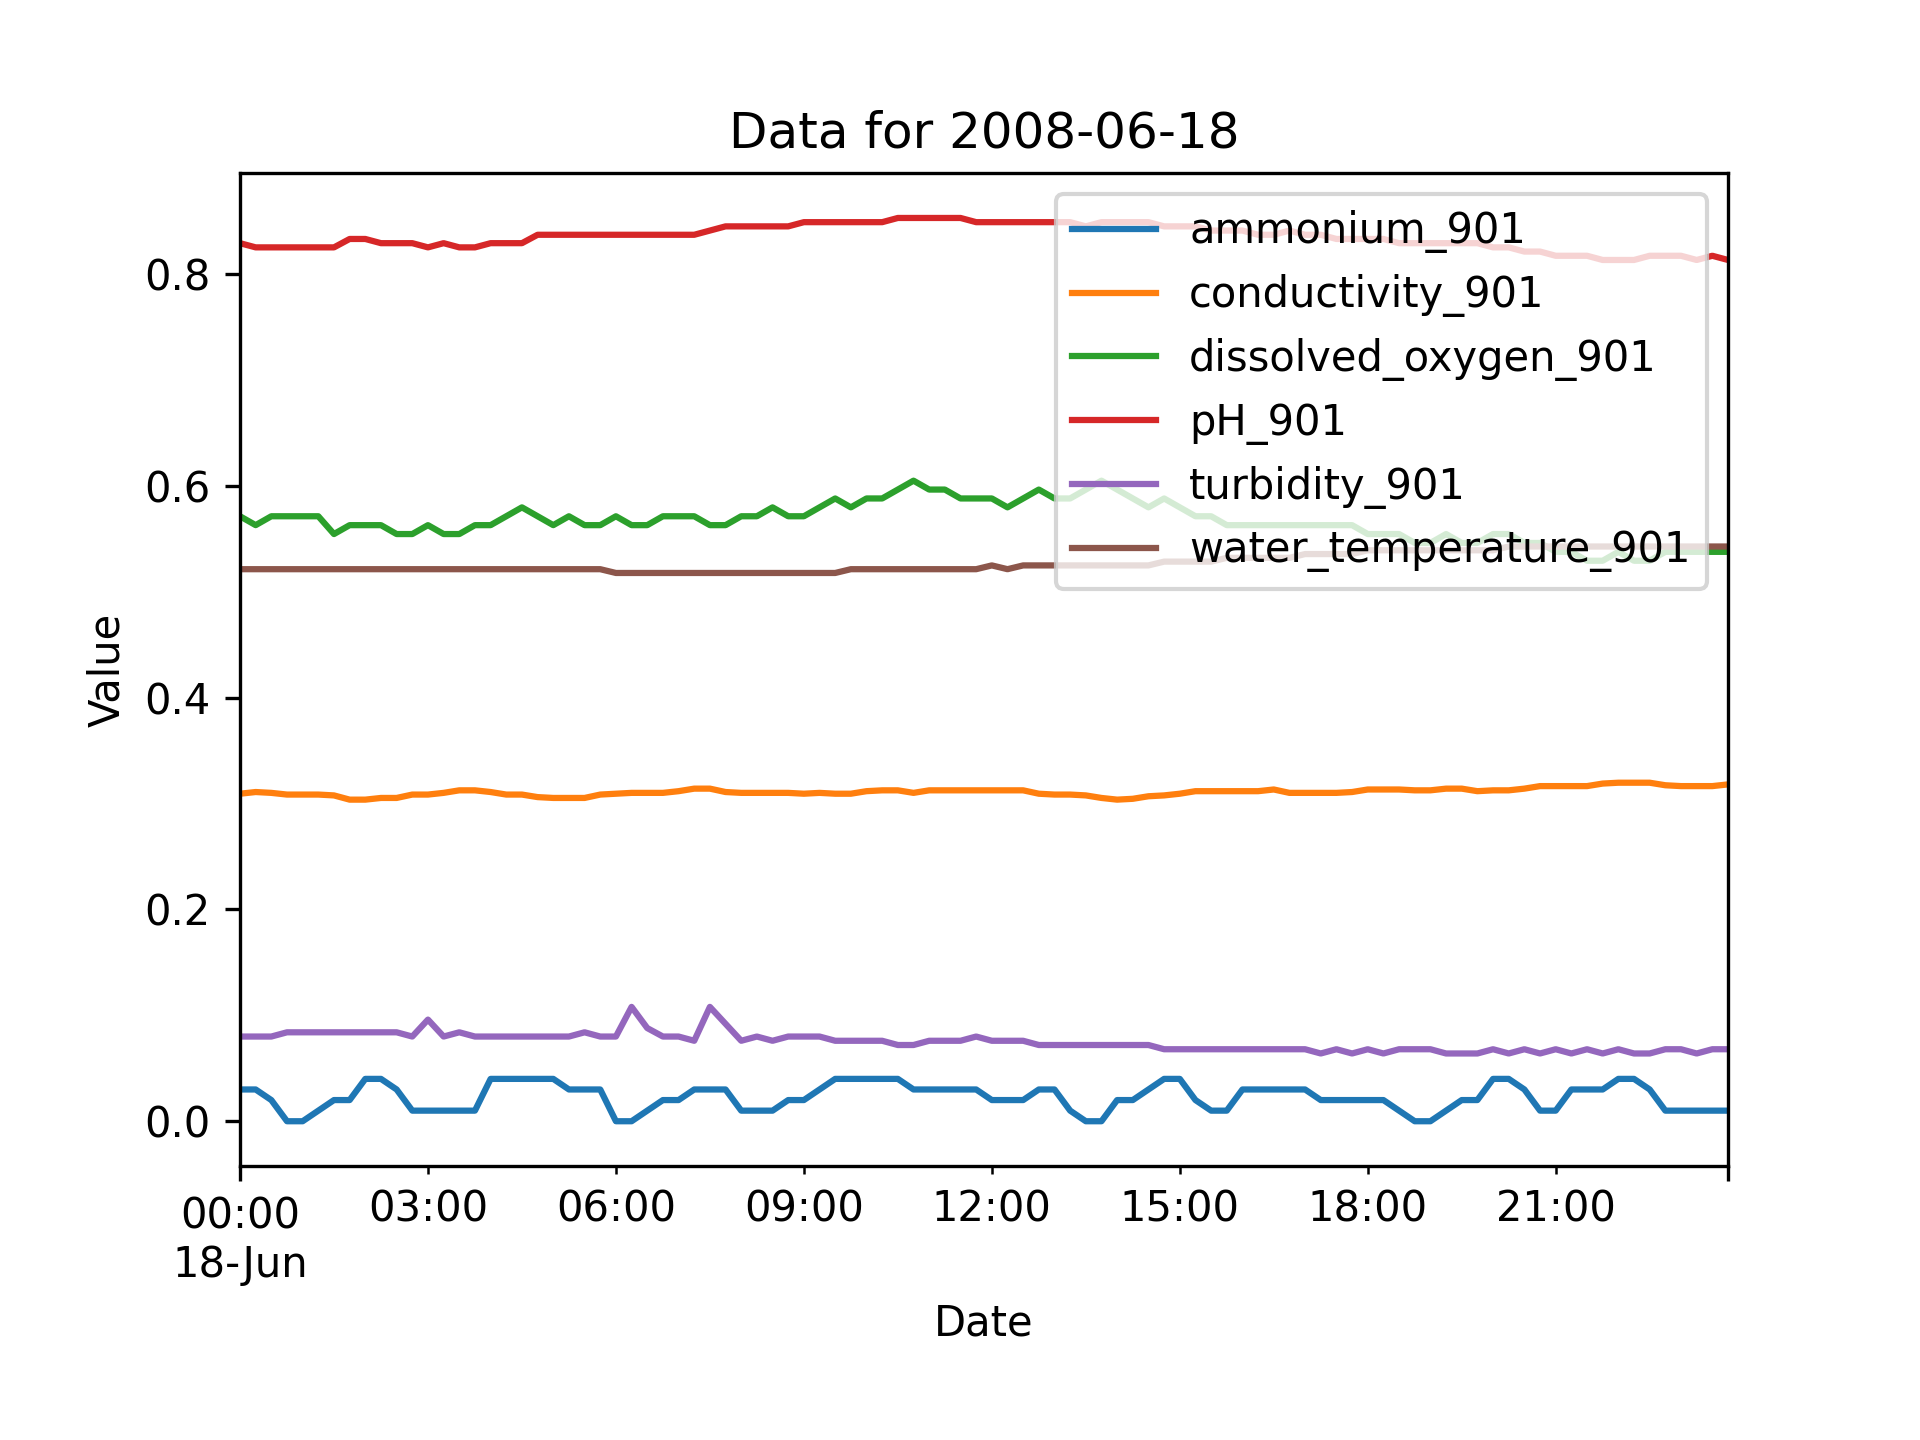 Data for 2008-06-18
ammonium_901
conductivity_901
dissolved_oxygen_901
pH_901
turbidity_901
water_temperature_901
0.8
0.6
0.4
0.2
0.0
Value
00:00 03:00 06:00 09:00 12:00 15:00 18:00 21:00
18-Jun
Date